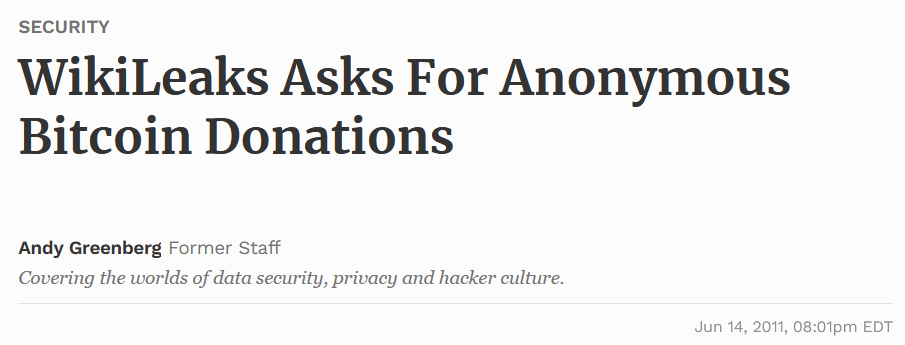 SECURITY
WikiLeaks Asks For Anonymous
Bitcoin Donations
Andy Greenberg Former Staff
Covering the worlds of data security, privacy and hacker culture.
Jun 14, 2011, 08:01pm EDT